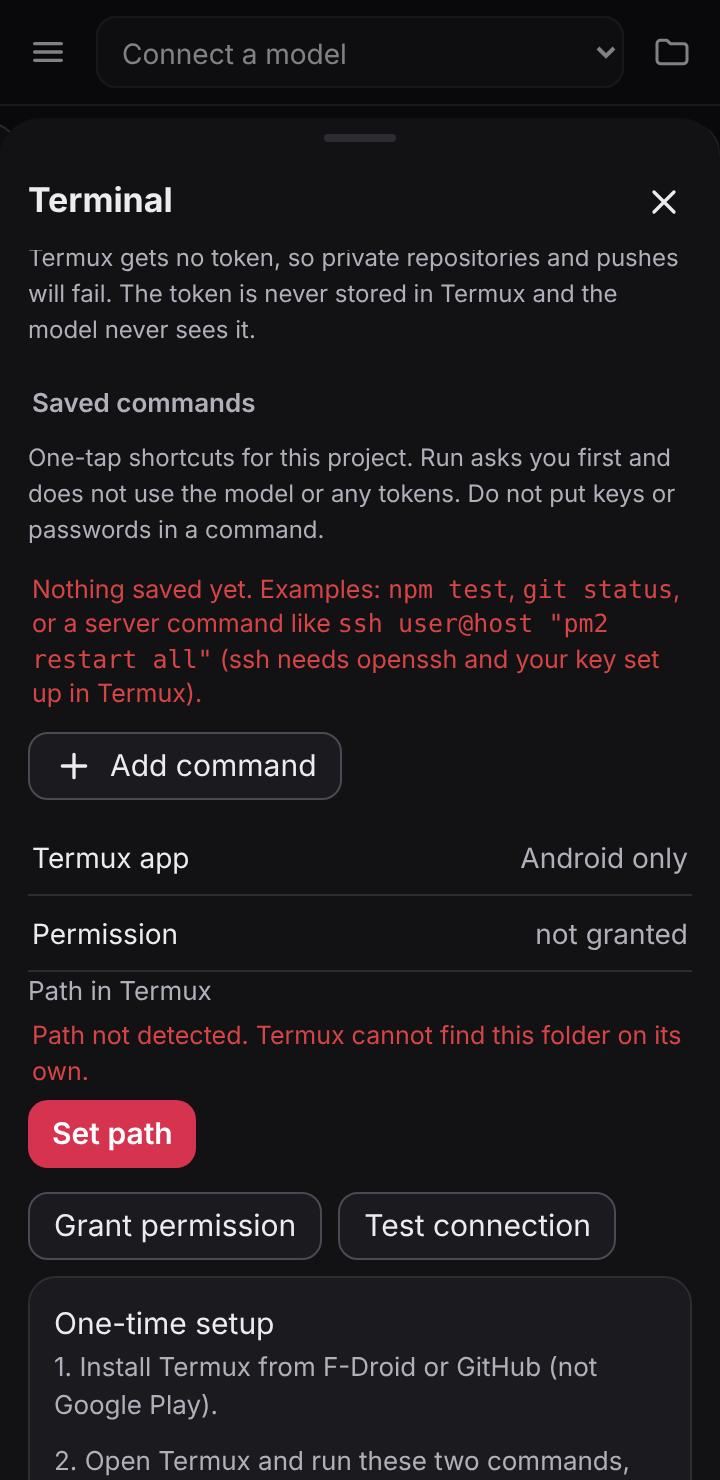 Connect a model
Terminal
Termux gets no token, so private repositories and pushes
will fail. The token is never stored in Termux and the
model never sees it.
Saved commands
One-tap shortcuts for this project. Run asks you first and
does not use the model or any tokens. Do not put keys or
passwords in a command.
Nothing saved yet. Examples: npm test, git status,
or a server command like ssh user@host "pm2
restart all" (ssh needs openssh and your key set
up in Termux).
Add command
Termux app Android only
Permission not granted
Path in Termux
Path not detected. Termux cannot find this folder on its
own.
Set path
Grant permission Test connection
One-time setup
1. Install Termux from F-Droid or GitHub (not
Google Play).
2. Open Termux and run these two commands,